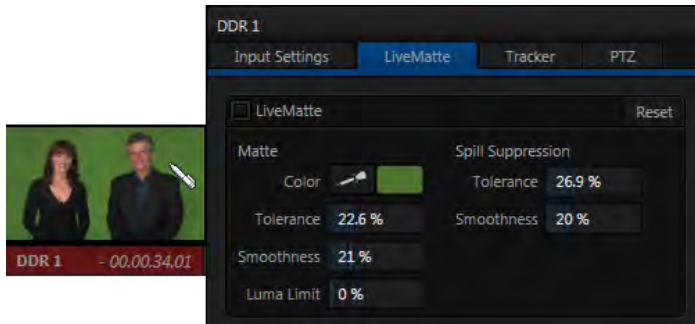 DDR 1
Input Settings LiveMatte Tracker PTZ
LiveMatte Reset
Matte Spill Suppression
Color Tolerance 26.9 %
Tolerance 22.6 % Smoothness 20 %
Smoothness 21 %
Luma Limit 0 %
DDR 1 - 00.00.34,01